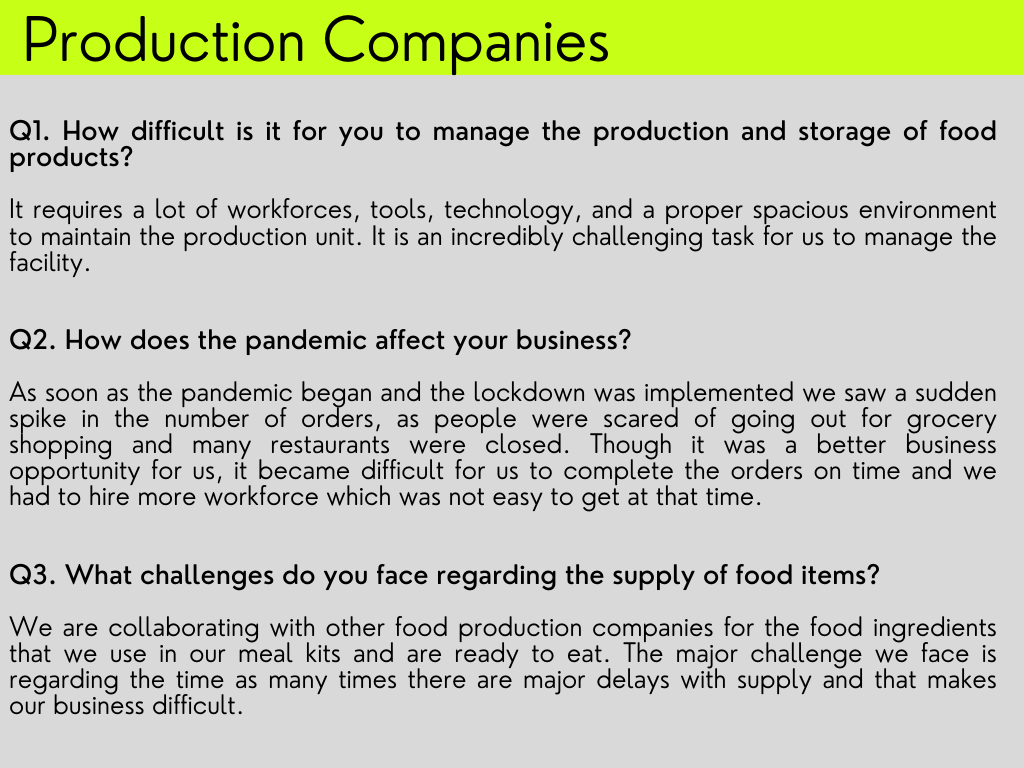 Production Companies
Q1. How difficult is it for you to manage the production and storage of food
products?
It requires a lot of workforces, tools, technology, and a proper spacious environment
to maintain the production unit. It is an incredibly challenging task for us to manage the
facility.
Q2. How does the pandemic affect your business?
As soon as the pandemic began and the lockdown was implemented we saw a sudden
spike in the number of orders, as people were scared of going out for grocery
shopping and many restaurants were closed. Though it was a better business
opportunity for us, it became difficult for us to complete the orders on time and we
had to hire more workforce which was not easy to get at that time.
Q3. What challenges do you face regarding the supply of food items?
We are collaborating with other food production companies for the food ingredients
that we use in our meal kits and are ready to eat. The major challenge we face is
regarding the time as many times there are major delays with supply and that makes
our business difficult.